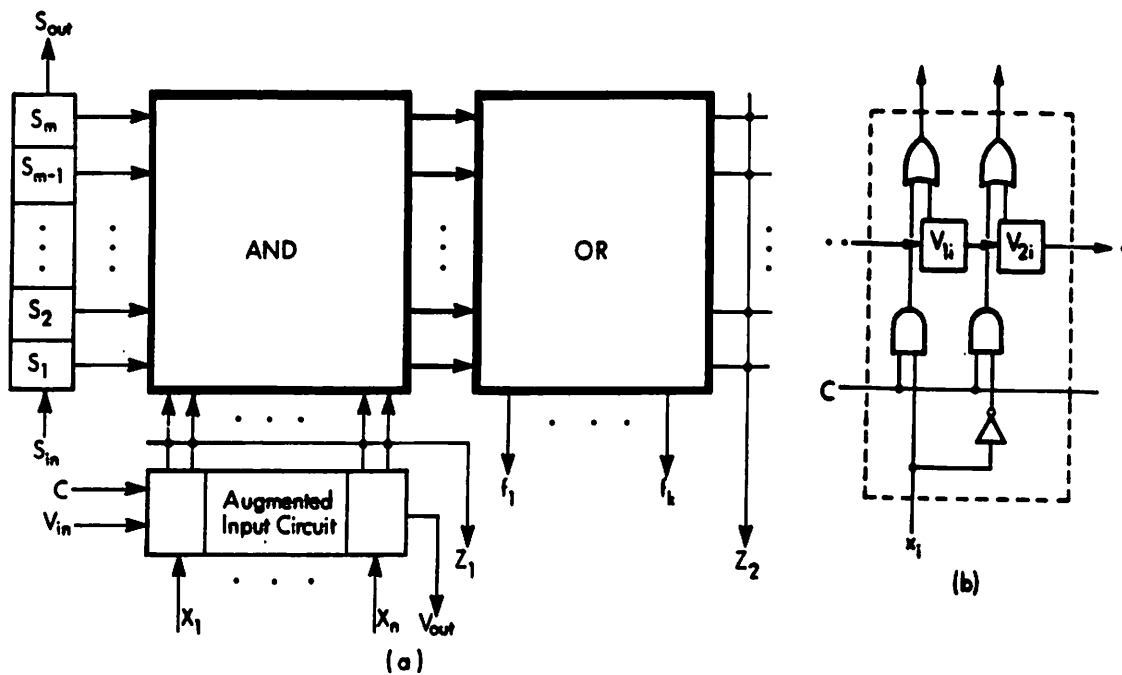 S_out
S_m
S_m-1
S_2
S_1
S_in
AND
OR
C
V_in
Augmented
Input Circuit
X_1
X_n
V_out
Z_1
f_1
f_k
Z_2
(a)
V_1i
V_2i
C
x_i
(b)